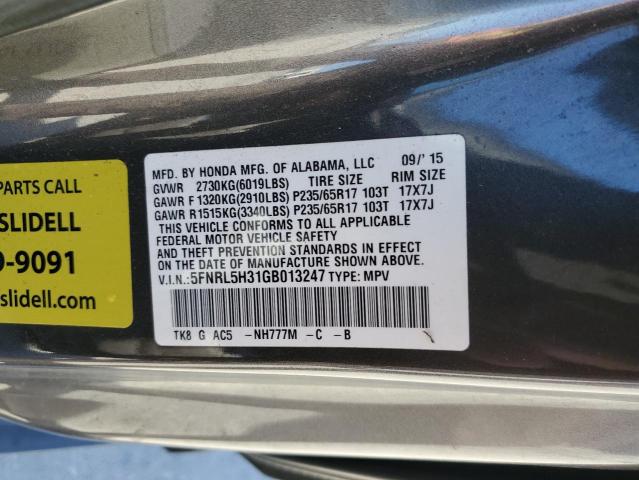 PARTS CALL
SLIDELL
9-9091
slidell.
MFD. BY HONDA MFG. OF ALABAMA, LLC 09/' 15
GVWR 2730KG(6019LBS) TIRE SIZE RIM SIZE
GAWR F 1320KG(2910LBS) P235/65R17 103T 17X7J
GAWR R1515KG(3340LBS) P235/65R17 103T 17X7J
THIS VEHICLE CONFORMS TO ALL APPLICABLE
FEDERAL MOTOR VEHICLE SAFETY
AND THEFT PREVENTION STANDARDS IN EFFECT
ON THE DATE OF MANUFACTURE SHOWN ABOVE.
V.I.N.:5FNRL5H31GB013247 TYPE: MPV
TK8 G AC5 -NH777M -C -B